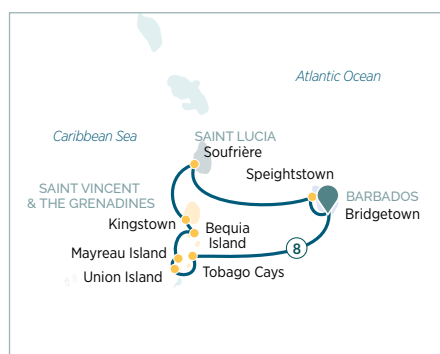 Atlantic Ocean
Caribbean Sea
SAINT LUCIA
Soufrière
Speightstown
SAINT VINCENT
& THE GRENADINES
BARBADOS
Bridgetown
Kingstown
Bequia
Island
Mayreau Island
8
Union Island
Tobago Cays